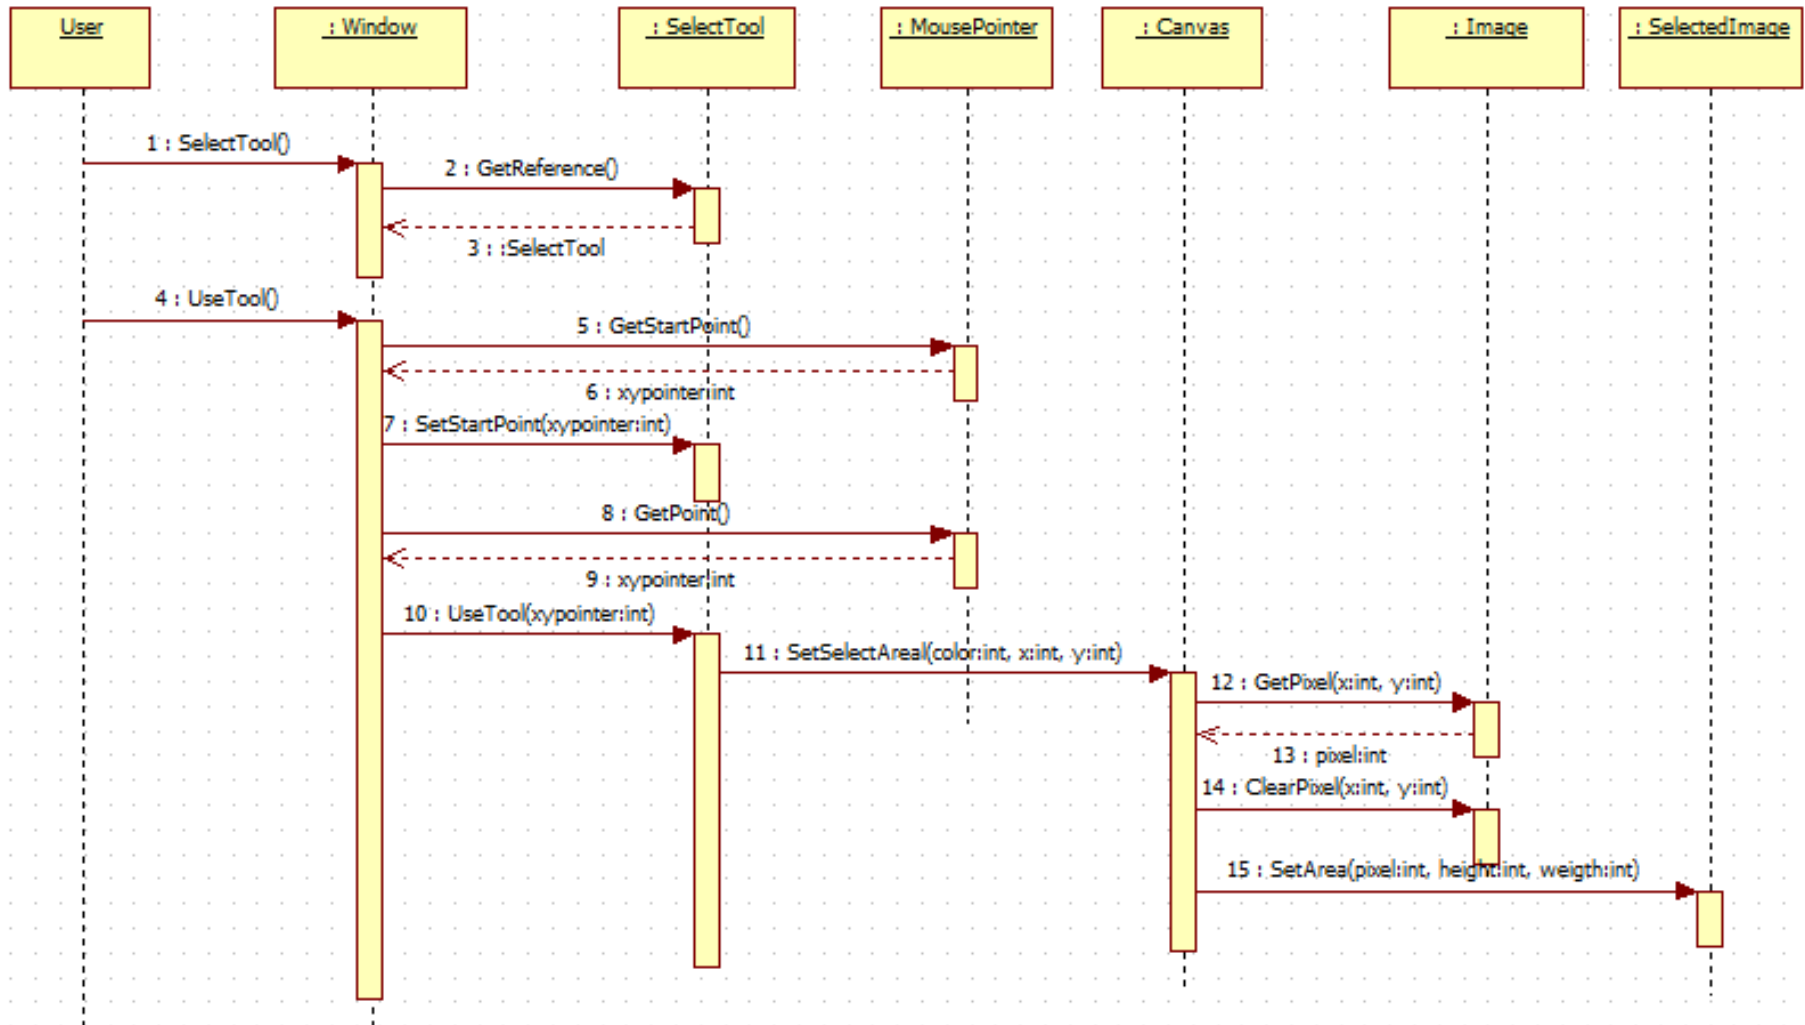 User
: Window
: SelectTool
: MousePointer
: Canvas
: Image
: SelectedImage
1 : SelectTool()
2 : GetReference()
3 : :SelectTool
4 : UseTool()
5 : GetStartPoint()
6 : xypointer:int
7 : SetStartPoint(xypointer:int)
8 : GetPoint()
9 : xypointer:int
10 : UseTool(xypointer:int)
11 : SetSelectAreal(color:int, x:int, y:int)
12 : GetPixel(x:int, y:int)
13 : pixel:int
14 : ClearPixel(x:int, y:int)
15 : SetArea(pixel:int, height:int, weigth:int)